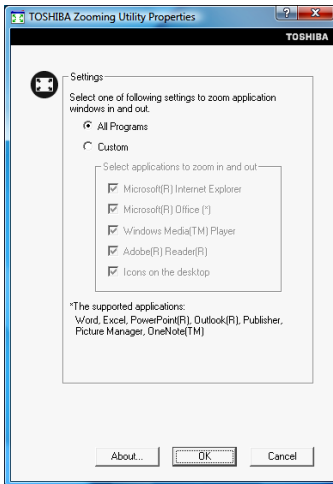 TOSHIBA Zooming Utility Properties
TOSHIBA
Settings
Select one of following settings to zoom application
windows in and out.
All Programs
Custom
Select applications to zoom in and out
Microsoft(R) Internet Explorer
Microsoft(R) Office (*)
Windows Media(TM) Player
Adobe(R) Reader(R)
Icons on the desktop
*The supported applications:
Word, Excel, PowerPoint(R), Outlook(R), Publisher,
Picture Manager, OneNote(TM)
About... OK Cancel